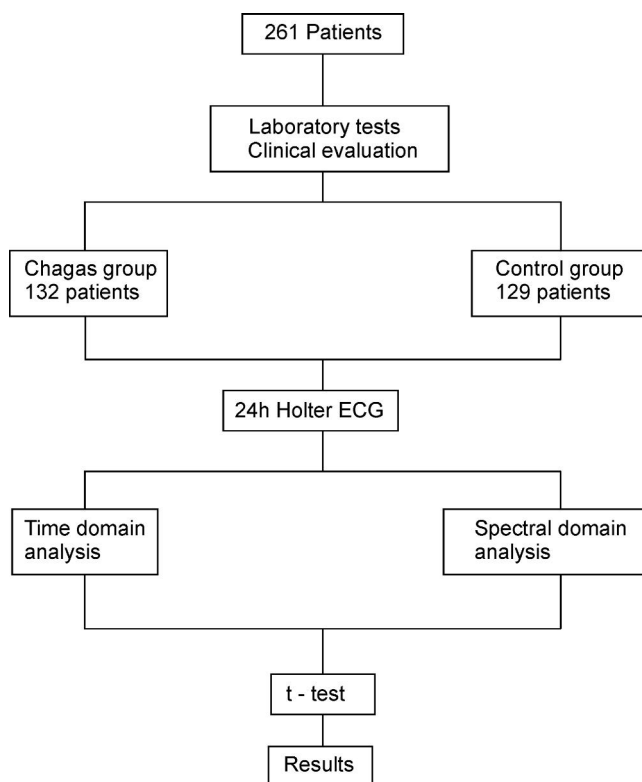 261 Patients
Laboratory tests
Clinical evaluation
Chagas group
132 patients
Control group
129 patients
24h Holter ECG
Time domain
analysis
Spectral domain
analysis
t - test
Results